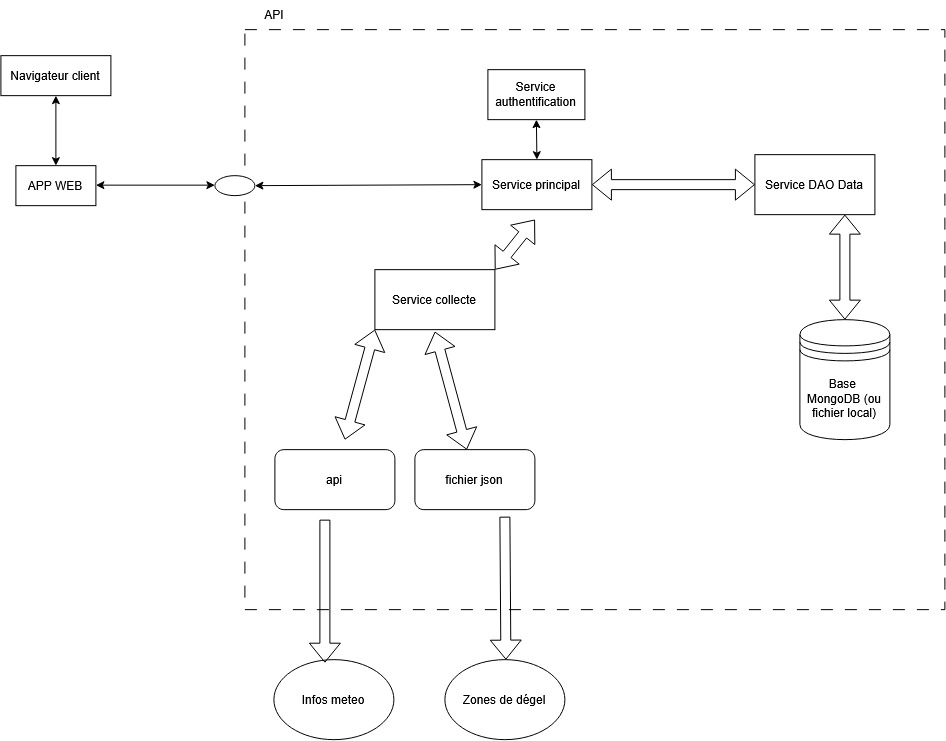 API
Navigateur client
Service
authentification
APP WEB
Service principal
Service DAO Data
Service collecte
Base
MongoDB (ou
fichier local)
api
fichier json
Infos meteo
Zones de dégel